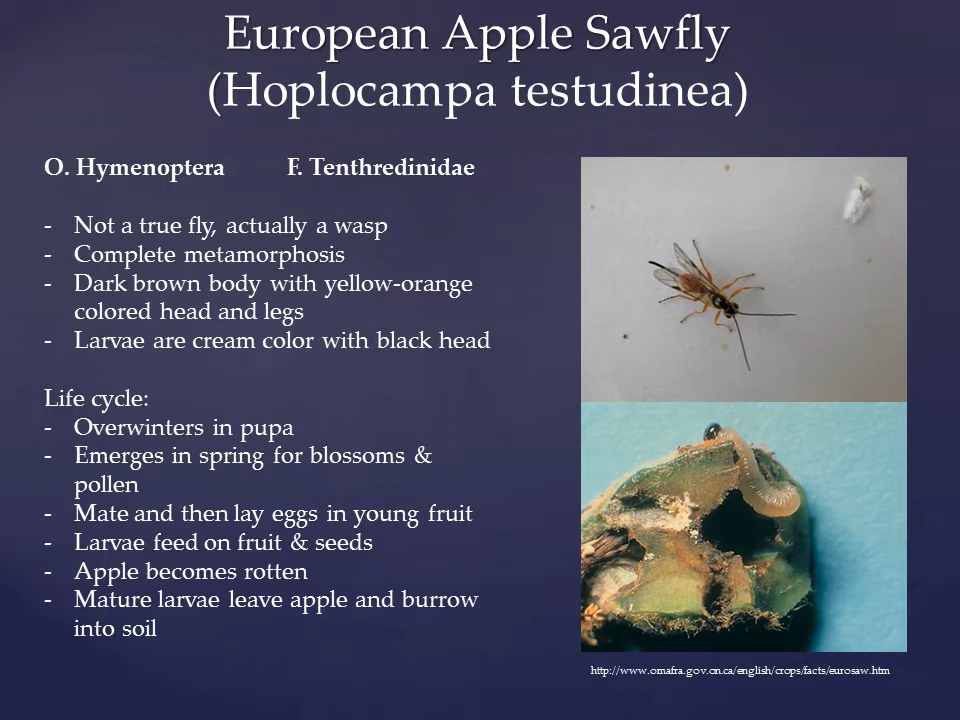 European Apple Sawfly
(Hoplocampa testudinea)
O. Hymenoptera F. Tenthredinidae
- Not a true fly, actually a wasp
- Complete metamorphosis
- Dark brown body with yellow-orange
colored head and legs
- Larvae are cream color with black head
Life cycle:
- Overwinters in pupa
- Emerges in spring for blossoms &
pollen
- Mate and then lay eggs in young fruit
- Larvae feed on fruit & seeds
- Apple becomes rotten
- Mature larvae leave apple and burrow
into soil
http://www.omafra.gov.on.ca/english/crops/facts/eurosaw.htm